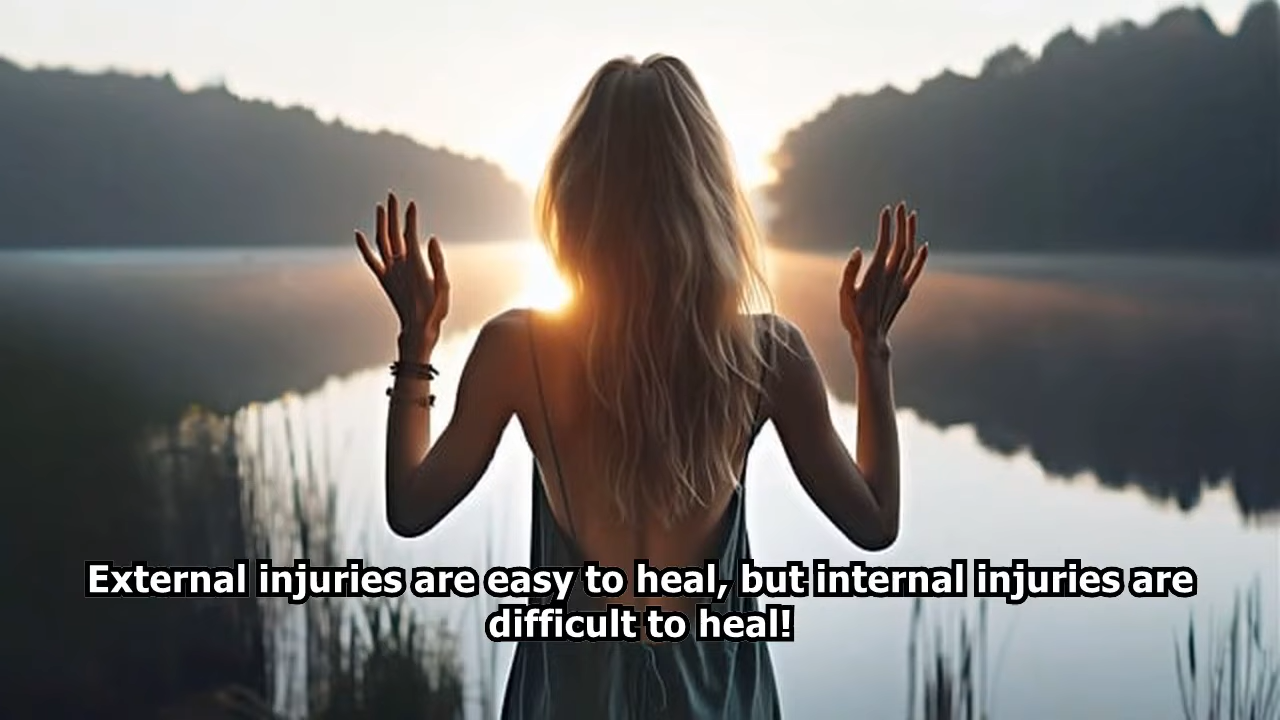 External injuries are easy to heal, but internal injuries are
difficult to heal!